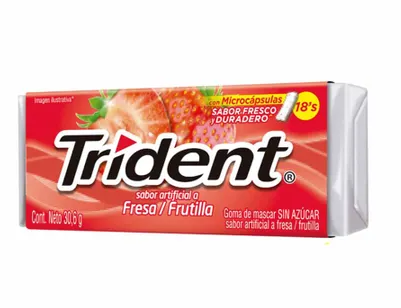 Imagen ilustrativa*
con Microcápsulas
SABOR FRESCO
Y DURADERO
18's
Trident®
sabor artificial a
Fresa / Frutilla
Cont. Neto 30,6 g
Goma de mascar SIN AZÚCAR
sabor artificial a fresa / frutilla